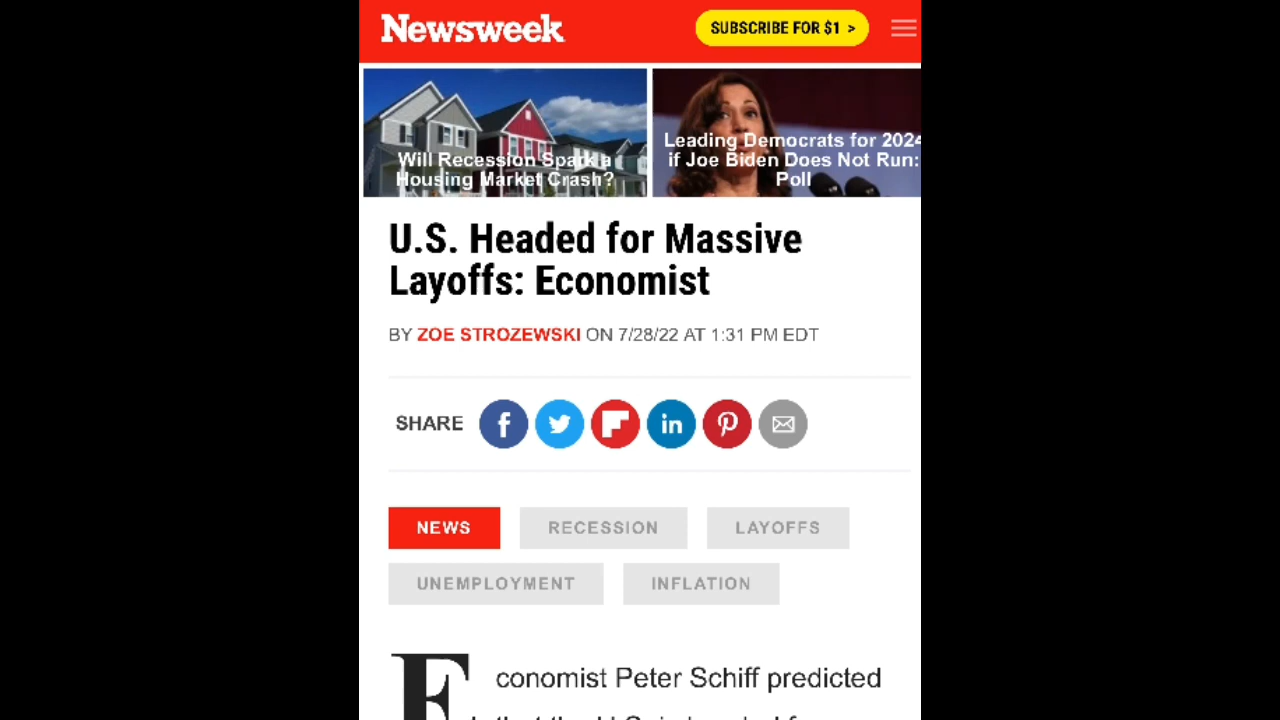 Newsweek
SUBSCRIBE FOR $1 >
Will Recession Spark a
Housing Market Crash?
Leading Democrats for 2024
if Joe Biden Does Not Run:
Poll
U.S. Headed for Massive
Layoffs: Economist
BY ZOE STROZEWSKI ON 7/28/22 AT 1:31 PM EDT
SHARE
NEWS
RECESSION
LAYOFFS
UNEMPLOYMENT
INFLATION
Economist Peter Schiff predicted